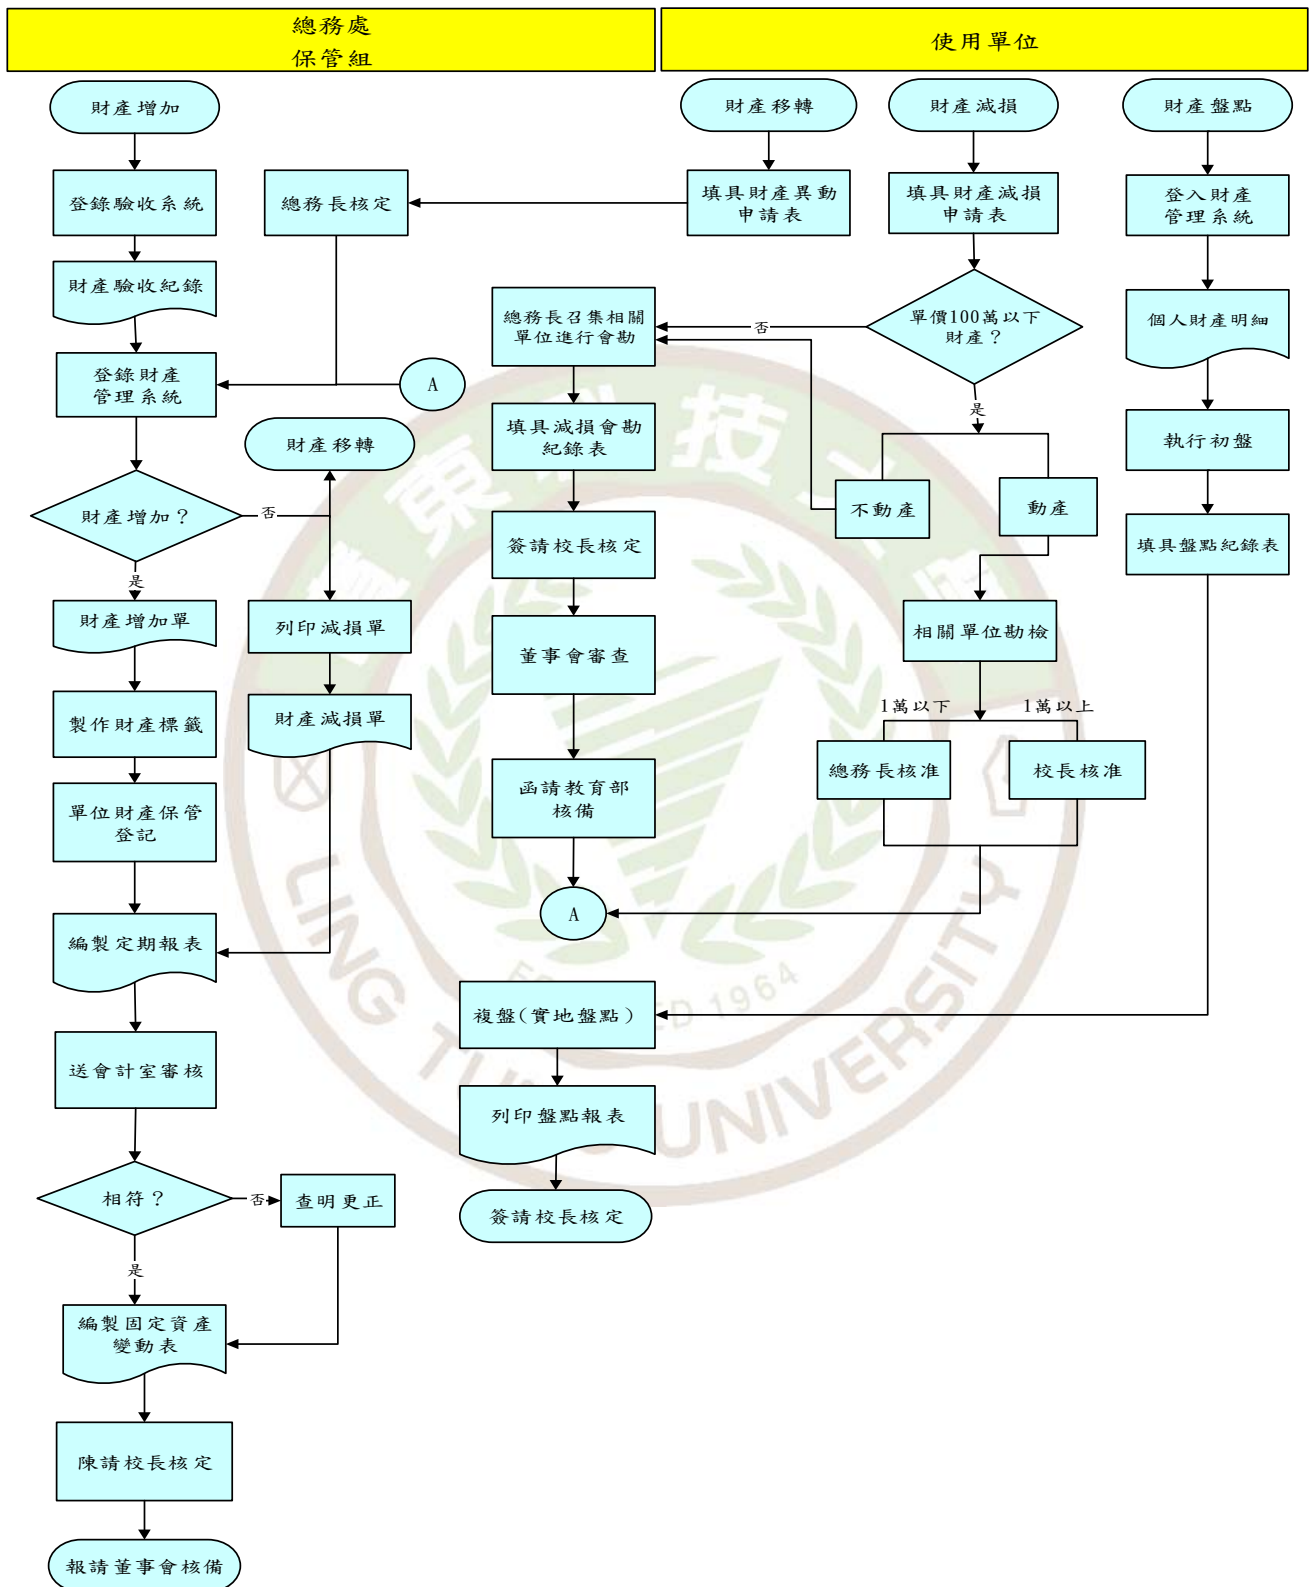 總務處
保管組
使用單位
財產增加
財產移轉
財產減損
財產盤點
登錄驗收系統
總務長核定
填具財產異動
申請表
填具財產減損
申請表
登入財產
管理系統
財產驗收紀錄
總務長召集相關
單位進行會勘
否
單價100萬以下
財產？
個人財產明細
登錄財產
管理系統
A
是
財產移轉
填具減損會勘
紀錄表
執行初盤
財產增加？
否
不動產
動產
簽請校長核定
填具盤點紀錄表
是
財產增加單
列印減損單
董事會審查
相關單位勘檢
製作財產標籤
財產減損單
1萬以下
1萬以上
總務長核准
校長核准
單位財產保管
登記
函請教育部
核備
A
編製定期報表
複盤(實地盤點)
送會計室審核
列印盤點報表
相符？
否
查明更正
簽請校長核定
是
編製固定資產
變動表
陳請校長核定
報請董事會核備
LING TUNG UNIVERSITY